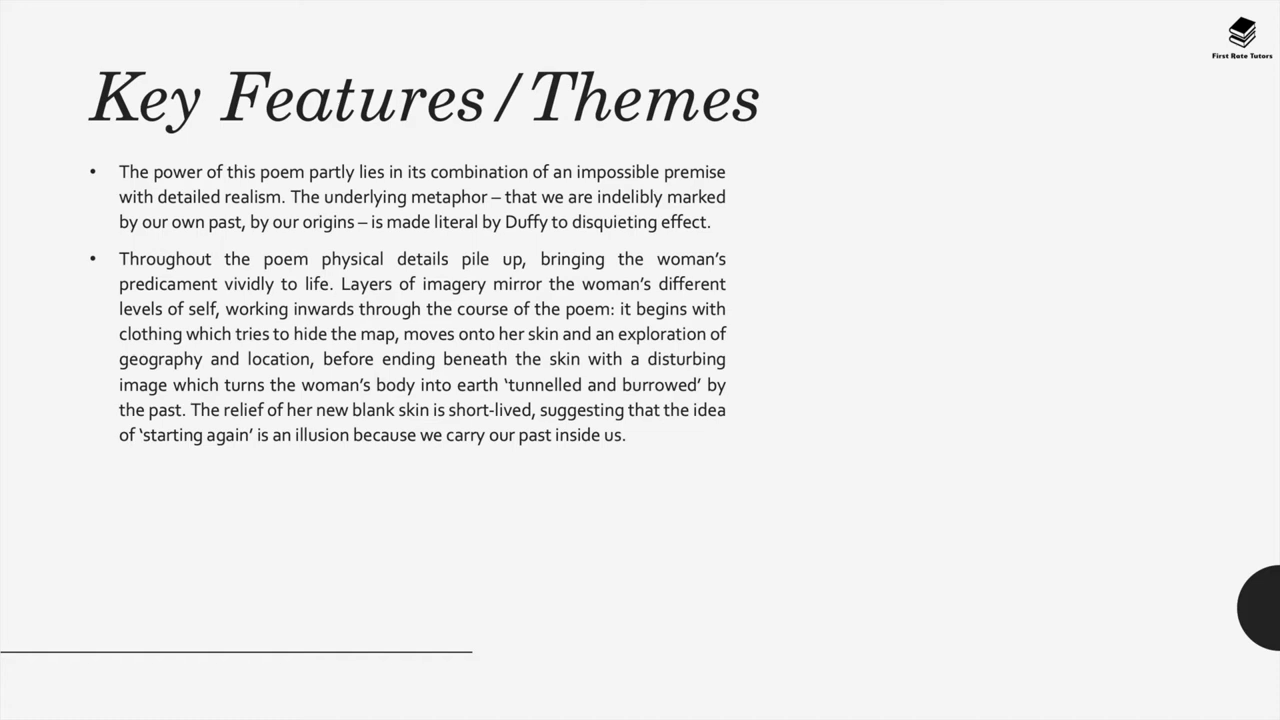 First Rate Tutors
Key Features/Themes
• The power of this poem partly lies in its combination of an impossible premise
with detailed realism. The underlying metaphor – that we are indelibly marked
by our own past, by our origins – is made literal by Duffy to disquieting effect.
• Throughout the poem physical details pile up, bringing the woman’s
predicament vividly to life. Layers of imagery mirror the woman’s different
levels of self, working inwards through the course of the poem: it begins with
clothing which tries to hide the map, moves onto her skin and an exploration of
geography and location, before ending beneath the skin with a disturbing
image which turns the woman’s body into earth ‘tunnelled and burrowed’ by
the past. The relief of her new blank skin is short-lived, suggesting that the idea
of ‘starting again’ is an illusion because we carry our past inside us.